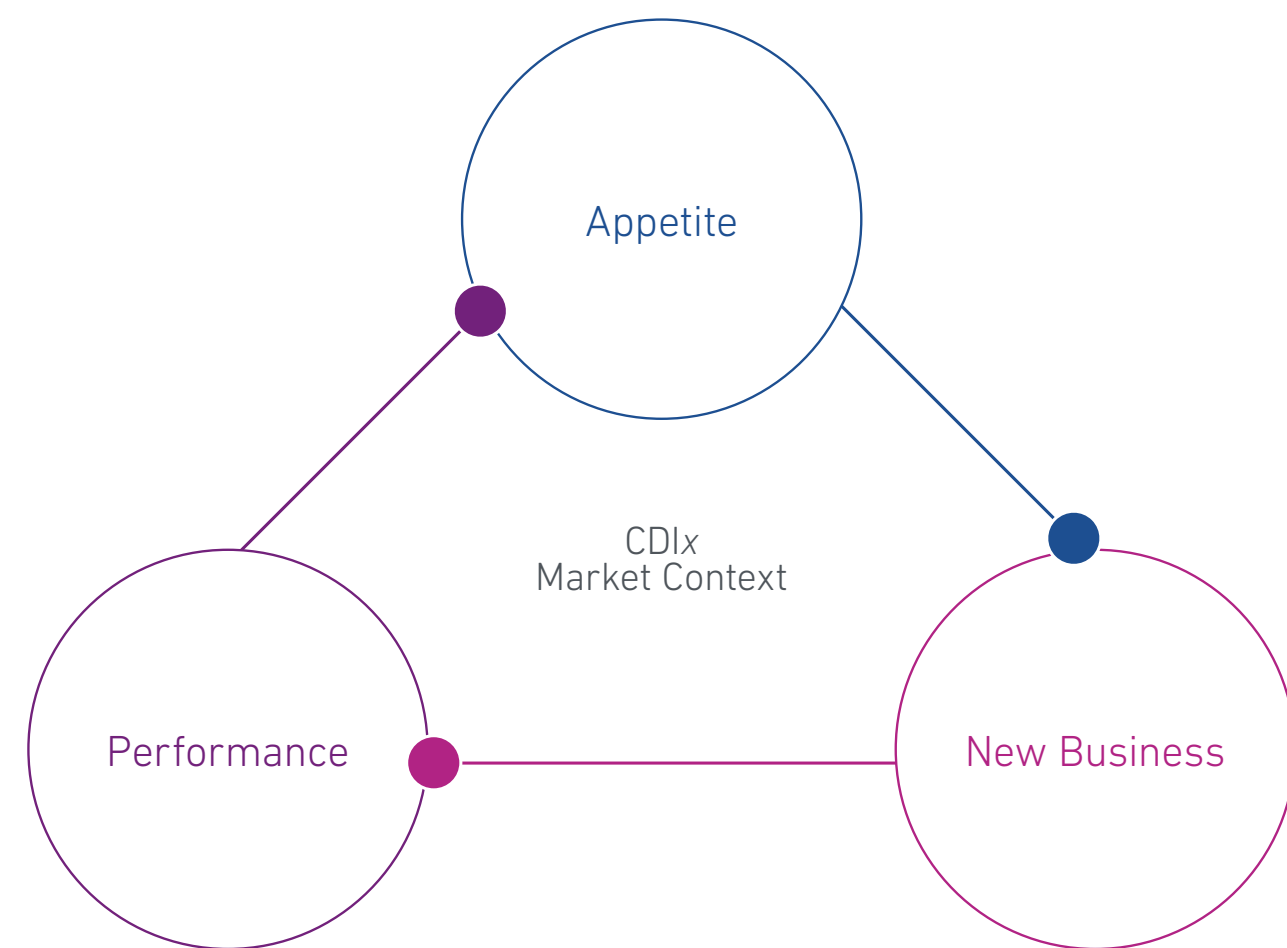 Appetite
CDIx
Market Context
Performance
New Business